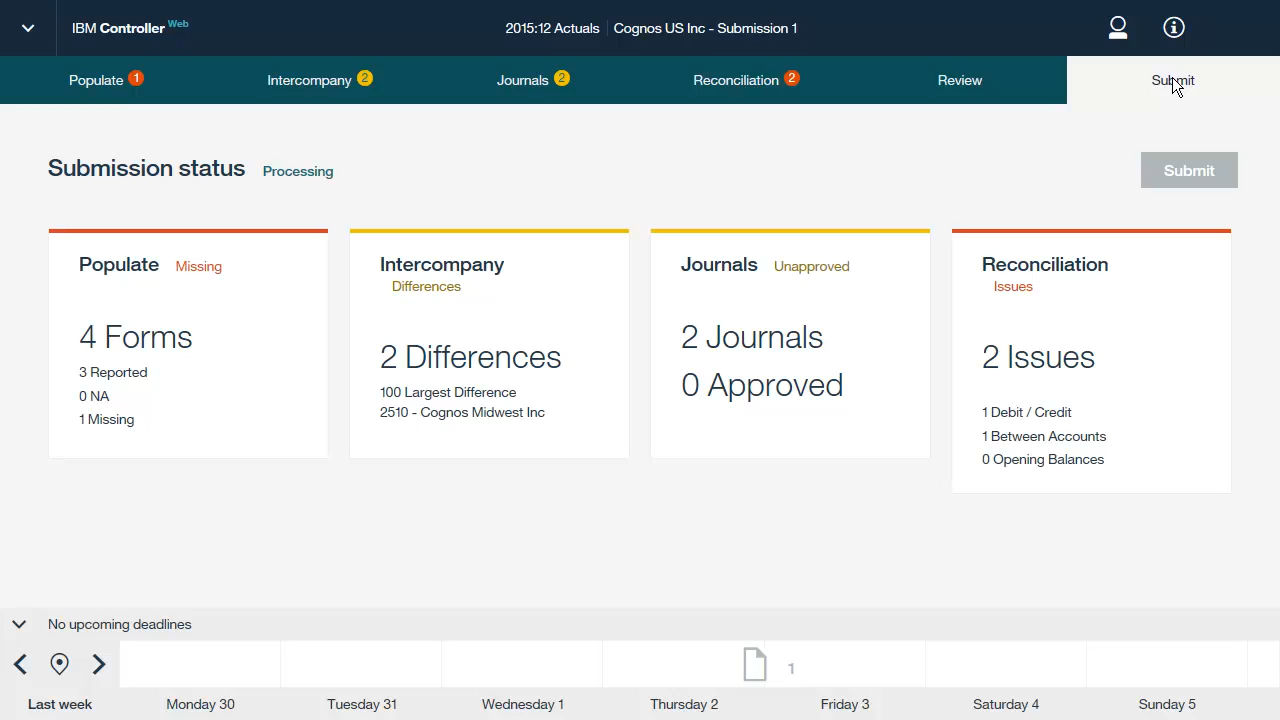 IBM Controller Web
2015:12 Actuals
Cognos US Inc - Submission 1
Populate 1
Intercompany 2
Journals 2
Reconciliation 2
Review
Submit
Submission status
Processing
Submit
Populate Missing
4 Forms
3 Reported
0 NA
1 Missing
Intercompany
Differences
2 Differences
100 Largest Difference
2510 - Cognos Midwest Inc
Journals Unapproved
2 Journals
0 Approved
Reconciliation
Issues
2 Issues
1 Debit / Credit
1 Between Accounts
0 Opening Balances
No upcoming deadlines
1
Last week
Monday 30
Tuesday 31
Wednesday 1
Thursday 2
Friday 3
Saturday 4
Sunday 5